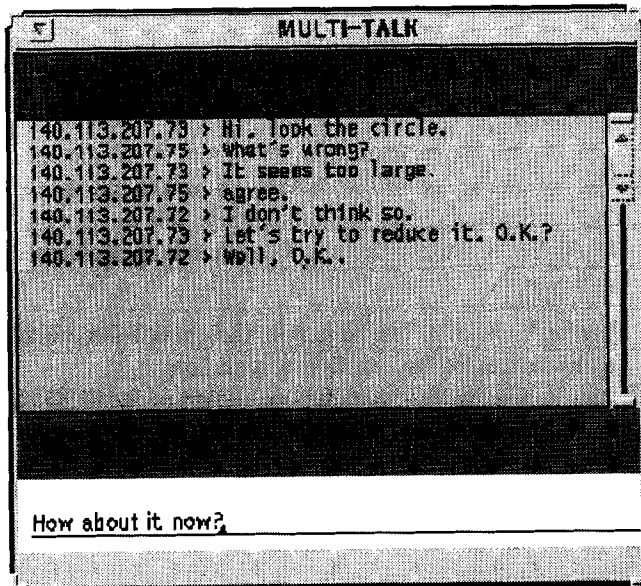 MULTI-TALK
140.113.207.73 > Hi. look the circle.
140.113.207.75 > What's wrong?
140.113.207.73 > It seems too large.
140.113.207.75 > agree.
140.113.207.72 > I don't think so.
140.113.207.73 > Let's try to reduce it. O.K.?
140.113.207.72 > Well, O.K..
How about it now?